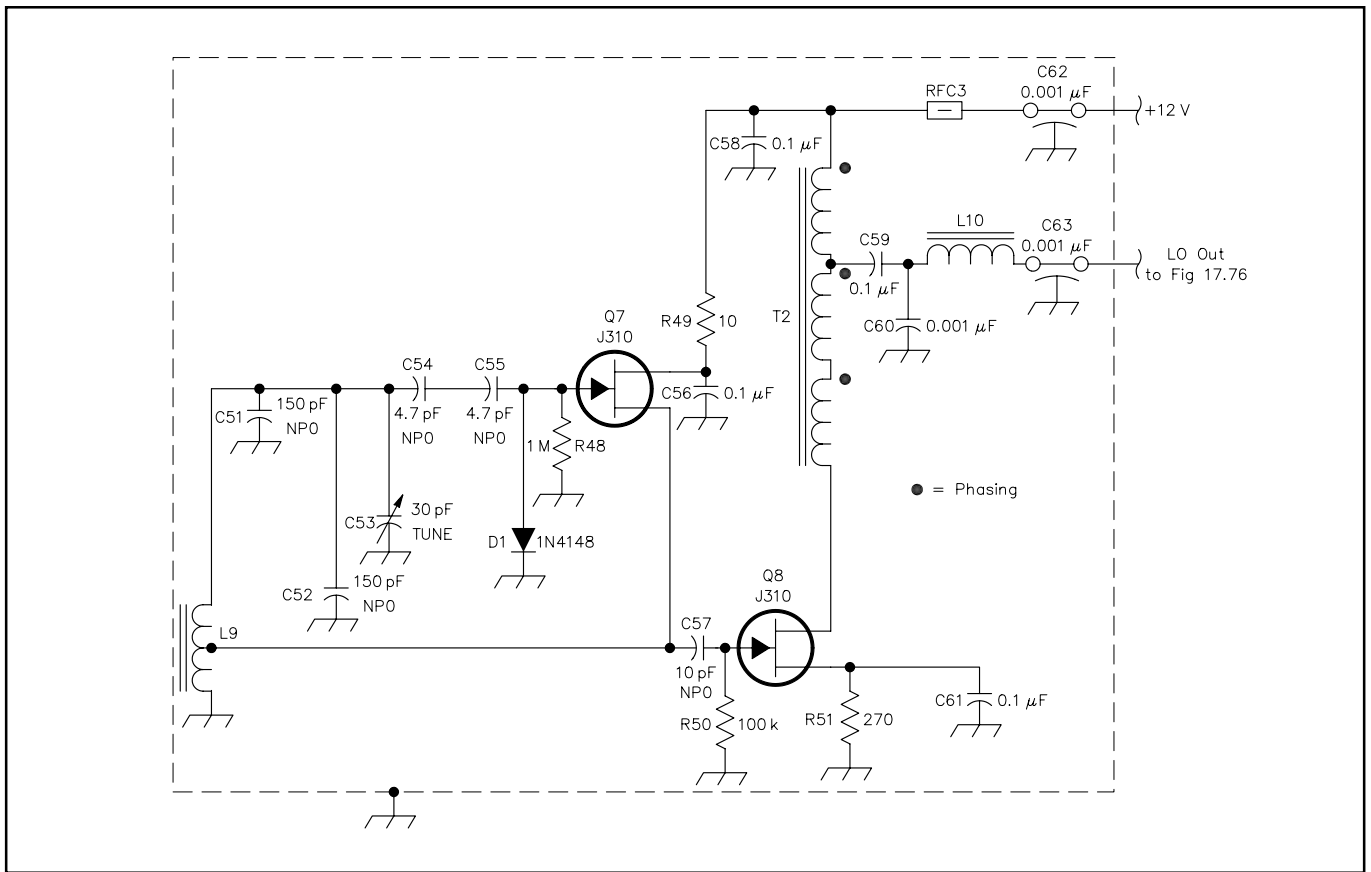 C62
0.001 µF
RFC3
+12 V
C58
0.1 µF
L10
C63
0.001 µF
C59
0.1 µF
LO Out
to Fig 17.76
T2
C60
0.001 µF
Q7
J310
R49
10
C54
4.7 pF
NP0
C55
4.7 pF
NP0
C56
0.1 µF
C51
150 pF
NP0
1 M
R48
= Phasing
C53
30 pF
TUNE
D1
1N4148
C52
150 pF
NP0
Q8
J310
L9
C57
10 pF
NP0
R50
100 k
R51
270
C61
0.1 µF